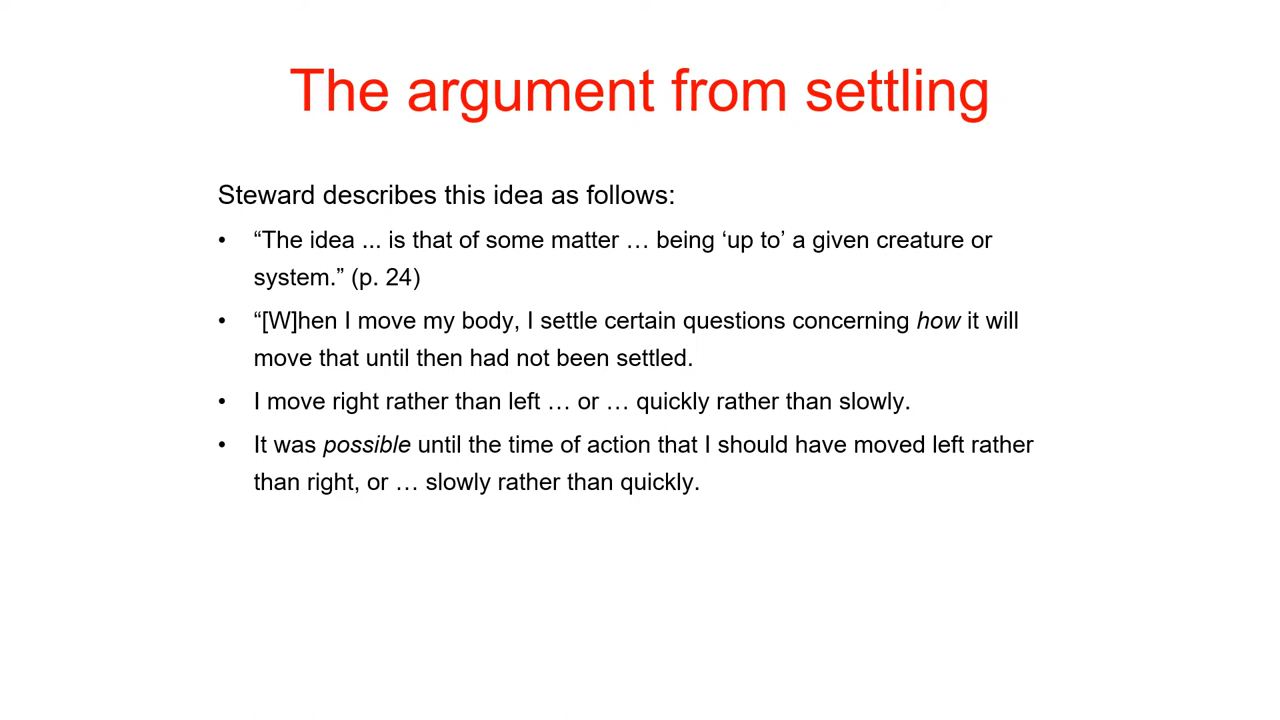 The argument from settling
Steward describes this idea as follows:
• “The idea ... is that of some matter … being ‘up to’ a given creature or
system.” (p. 24)
• “[W]hen I move my body, I settle certain questions concerning how it will
move that until then had not been settled.
• I move right rather than left … or … quickly rather than slowly.
• It was possible until the time of action that I should have moved left rather
than right, or … slowly rather than quickly.